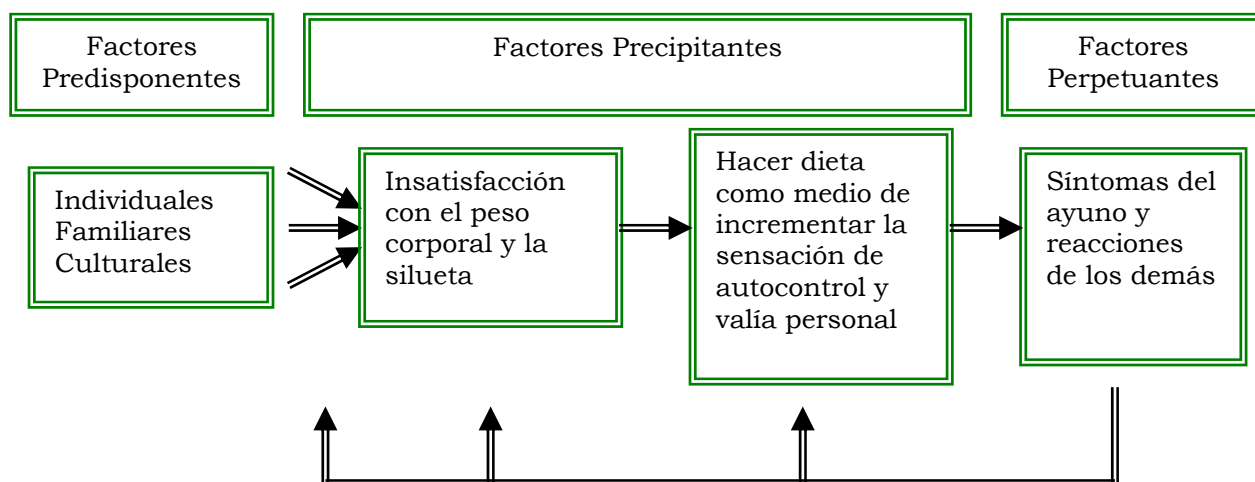 Factores
Predisponentes
Factores Precipitantes
Factores
Perpetuantes
Individuales
Familiares
Culturales
Insatisfacción
con el peso
corporal y la
silueta
Hacer dieta
como medio de
incrementar la
sensación de
autocontrol y
valía personal
Síntomas del
ayuno y
reacciones
de los demás